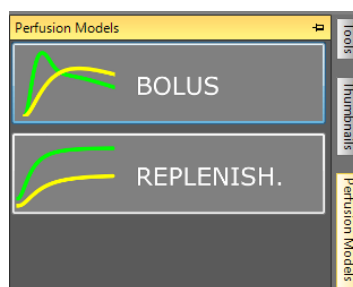 Perfusion Models
BOLUS
REPLENISH.
Tools
Thumbnails
Perfusion Models